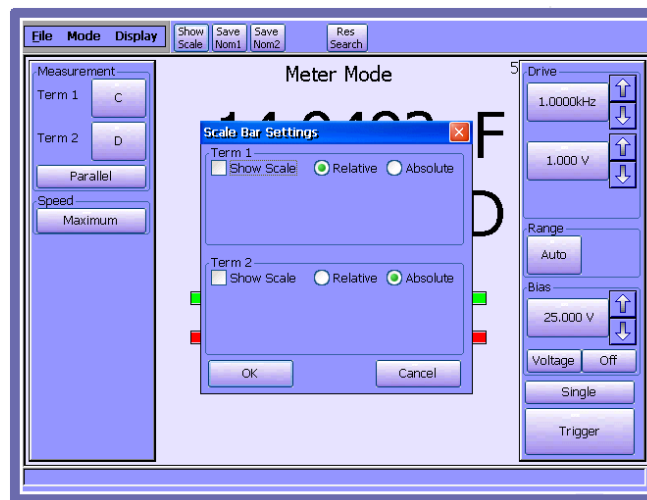 File Mode Display
Show Scale
Save Nom1
Save Nom2
Res Search
Measurement
Term 1 C
Term 2 D
Parallel
Speed
Maximum
Meter Mode
5
F
D
Scale Bar Settings
Term 1
Show Scale Relative Absolute
Term 2
Show Scale Relative Absolute
OK Cancel
Drive
1.0000kHz
1.000 V
Range
Auto
Bias
25.000 V
Voltage Off
Single
Trigger